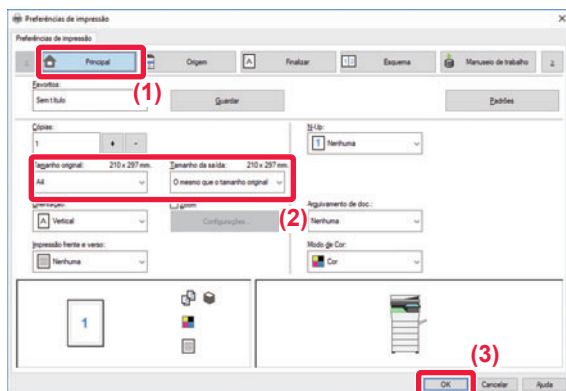 Preferências de impressão
Preferências de impressão
Principal
Origem
Finalizar
Esquema
Manuseio de trabalho
2
(1)
Favoritos:
Sem título
Guardar
Padrões
Cópias:
1
+ -
N-Up:
1 Nenhuma
Tamanho original: 210 x 297 mm.
A4
Tamanho da saída: 210 x 297 mm.
O mesmo que o tamanho original
(2)
Orientação:
A Vertical
Zoom
Configurações...
Arquivamento de doc.:
Nenhuma
Impressão frente e verso:
Nenhuma
Modo de Cor:
Cor
1
(3)
OK Cancelar Ajuda